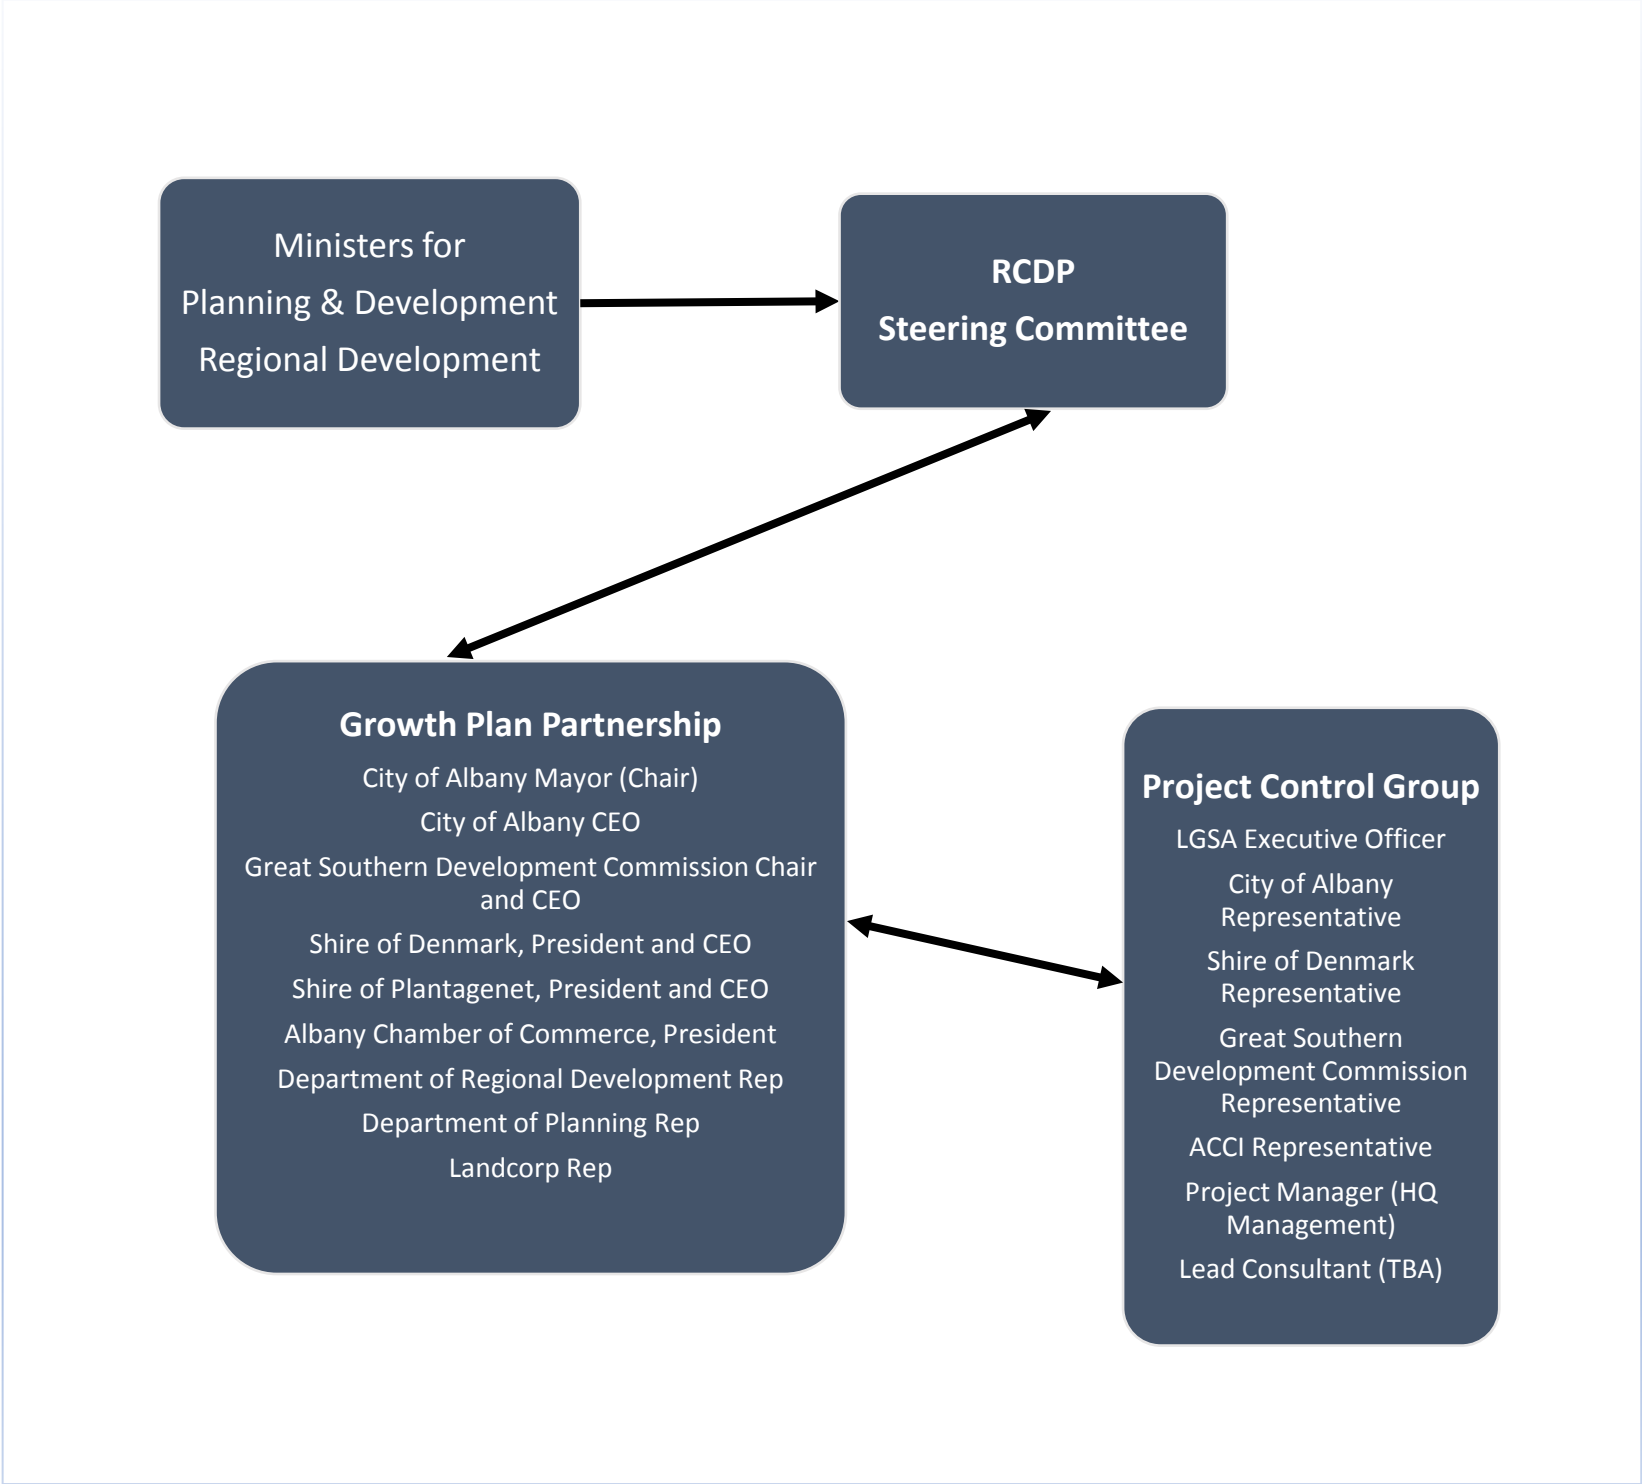 Ministers for
Planning & Development
Regional Development
RCDP
Steering Committee
Growth Plan Partnership
City of Albany Mayor (Chair)
City of Albany CEO
Great Southern Development Commission Chair
and CEO
Shire of Denmark, President and CEO
Shire of Plantagenet, President and CEO
Albany Chamber of Commerce, President
Department of Regional Development Rep
Department of Planning Rep
Landcorp Rep
Project Control Group
LGSA Executive Officer
City of Albany
Representative
Shire of Denmark
Representative
Great Southern
Development Commission
Representative
ACCI Representative
Project Manager (HQ
Management)
Lead Consultant (TBA)